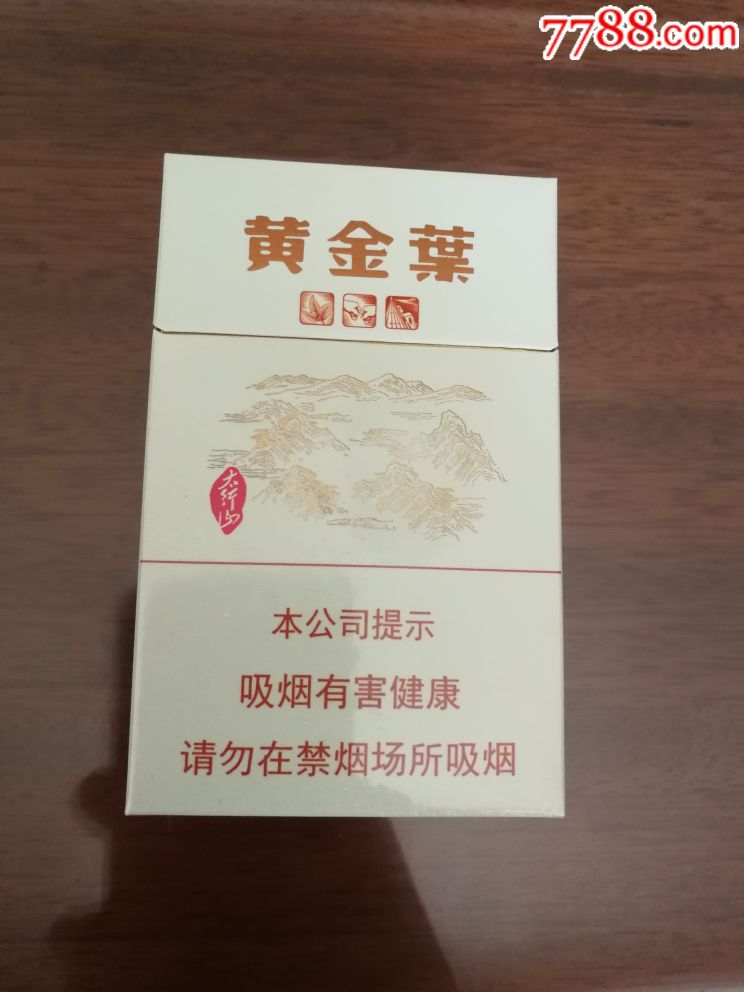 7788.com
黄金葉
太行山
本公司提示
吸烟有害健康
请勿在禁烟场所吸烟